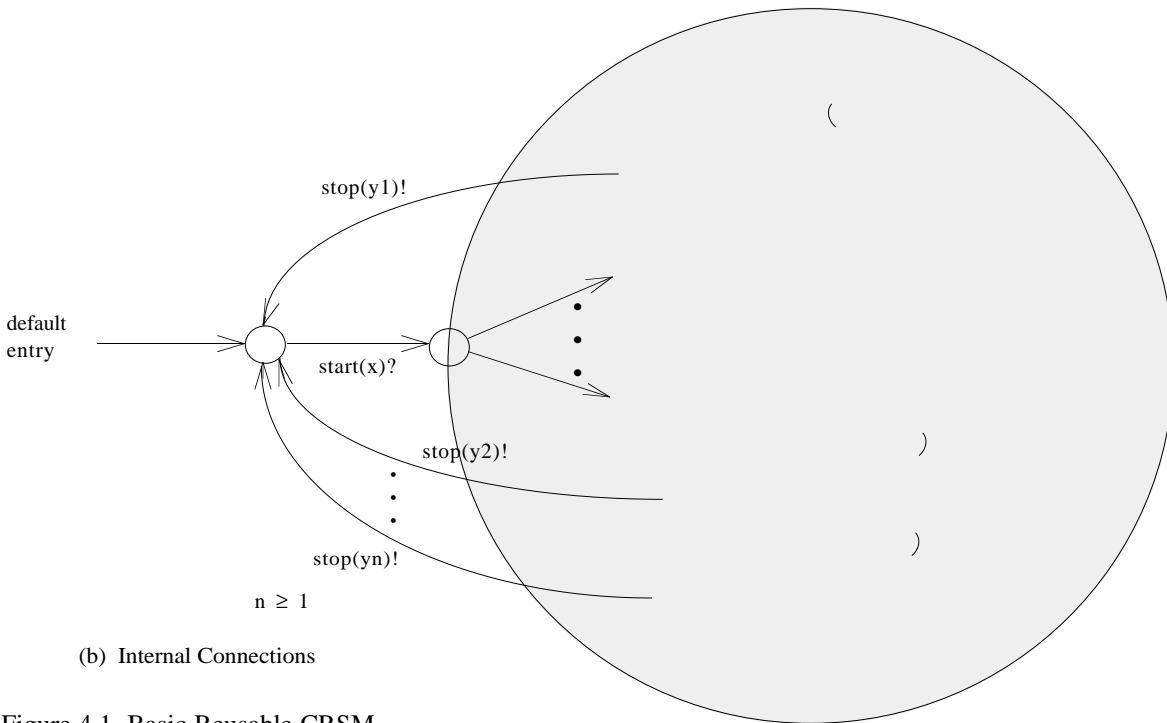 stop(y1)!
default
entry
start(x)?
stop(y2)!
stop(yn)!
n ≥ 1
(b) Internal Connections
Figure 4.1 Basic Reusable CRSM